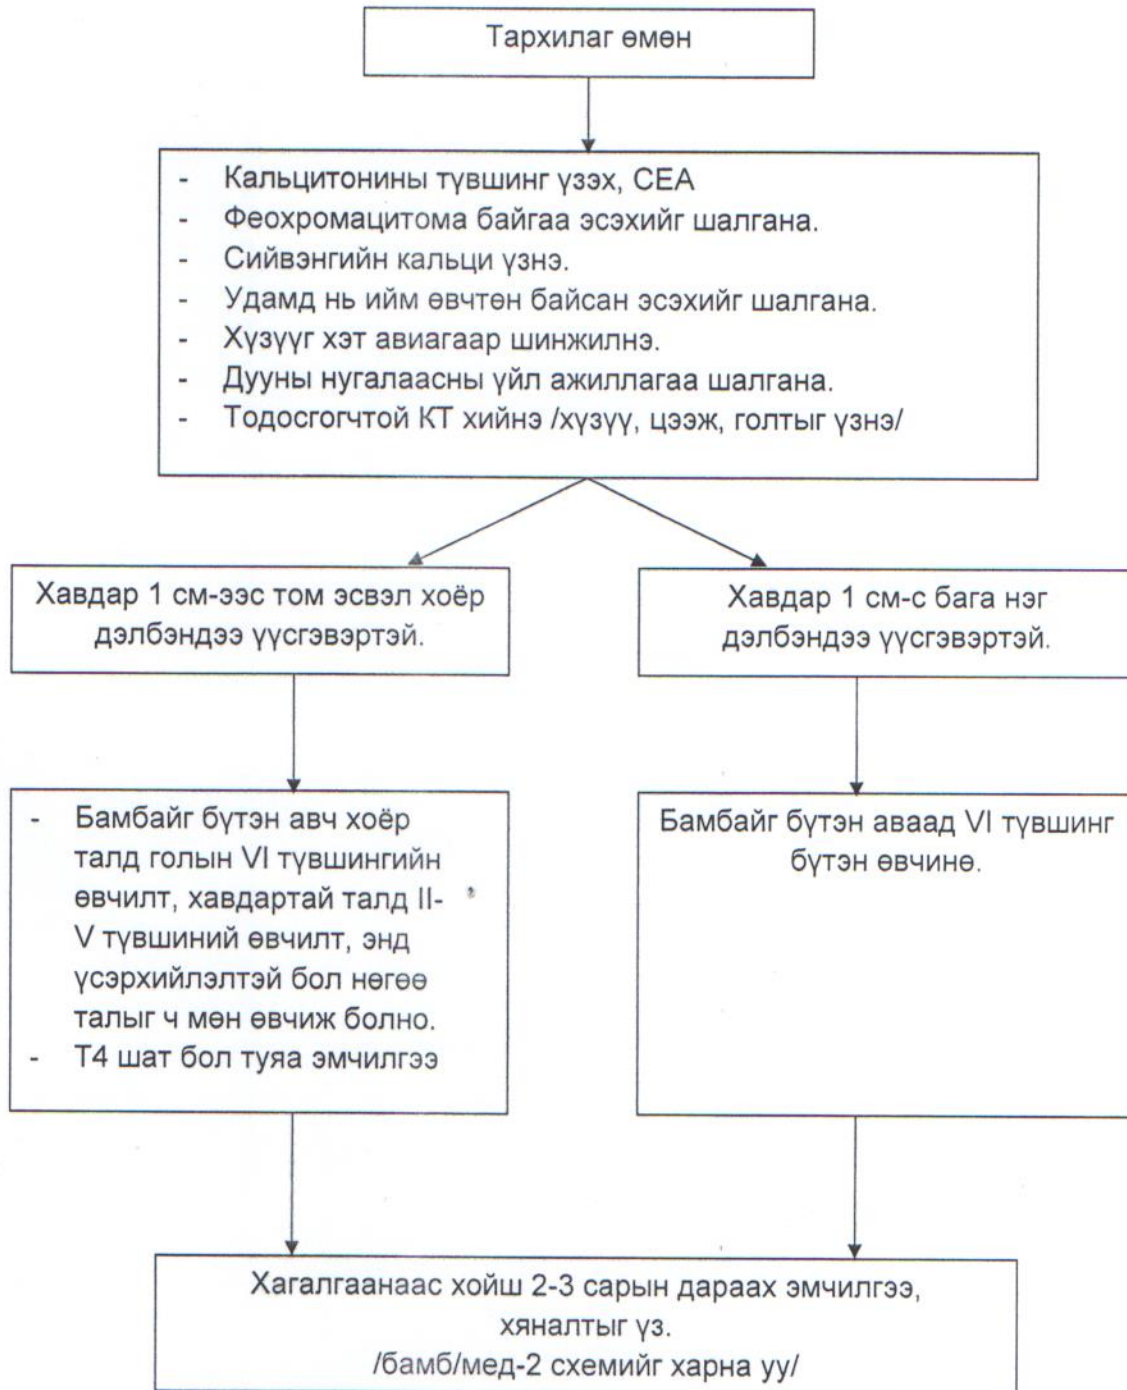 Тархилаг өмөн
- Кальцитонины түвшинг үзэх, СЕА
- Феохромацитома байгаа эсэхийг шалгана.
- Сийвэнгийн кальци үзнэ.
- Удамд нь ийм өвчтөн байсан эсэхийг шалгана.
- Хүзүүг хэт авиагаар шинжилнэ.
- Дууны нугалаасны үйл ажиллагаа шалгана.
- Тодосгогчтой КТ хийнэ /хүзүү, цээж, голтыг үзнэ/
Хавдар 1 см-ээс том эсвэл хоёр
дэлбэндээ үүсгэвэртэй.
Хавдар 1 см-с бага нэг
дэлбэндээ үүсгэвэртэй.
- Бамбайг бүтэн авч хоёр
талд голын VI түвшингийн
өвчилт, хавдартай талд II-
V түвшиний өвчилт, энд
үсэрхийлэлтэй бол нөгөө
талыг ч мөн өвчиж болно.
- Т4 шат бол туяа эмчилгээ
Бамбайг бүтэн аваад VI түвшинг
бүтэн өвчинө.
Хагалгаанаас хойш 2-3 сарын дараах эмчилгээ,
хяналтыг үз.
/бамб/мед-2 схемийг харна уу/